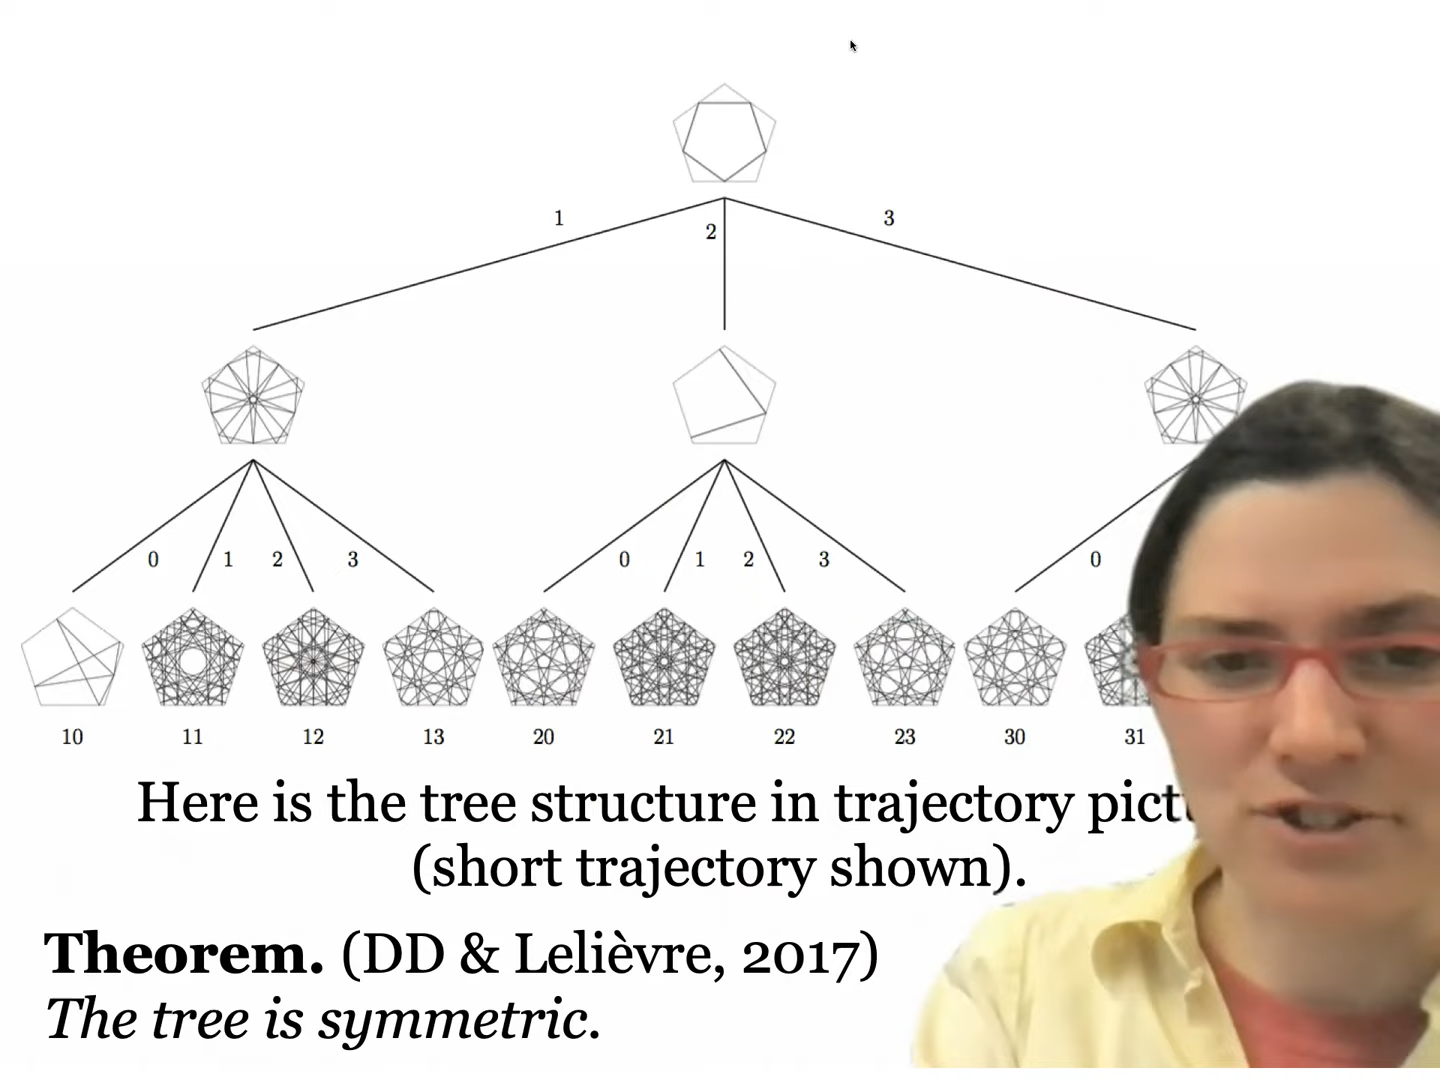 1 2 3
0 1 2 3 0 1 2 3 0
10 11 12 13 20 21 22 23 30 31
Here is the tree structure in trajectory
(short trajectory shown).
Theorem. (DD & Lelièvre, 2017)
The tree is symmetric.